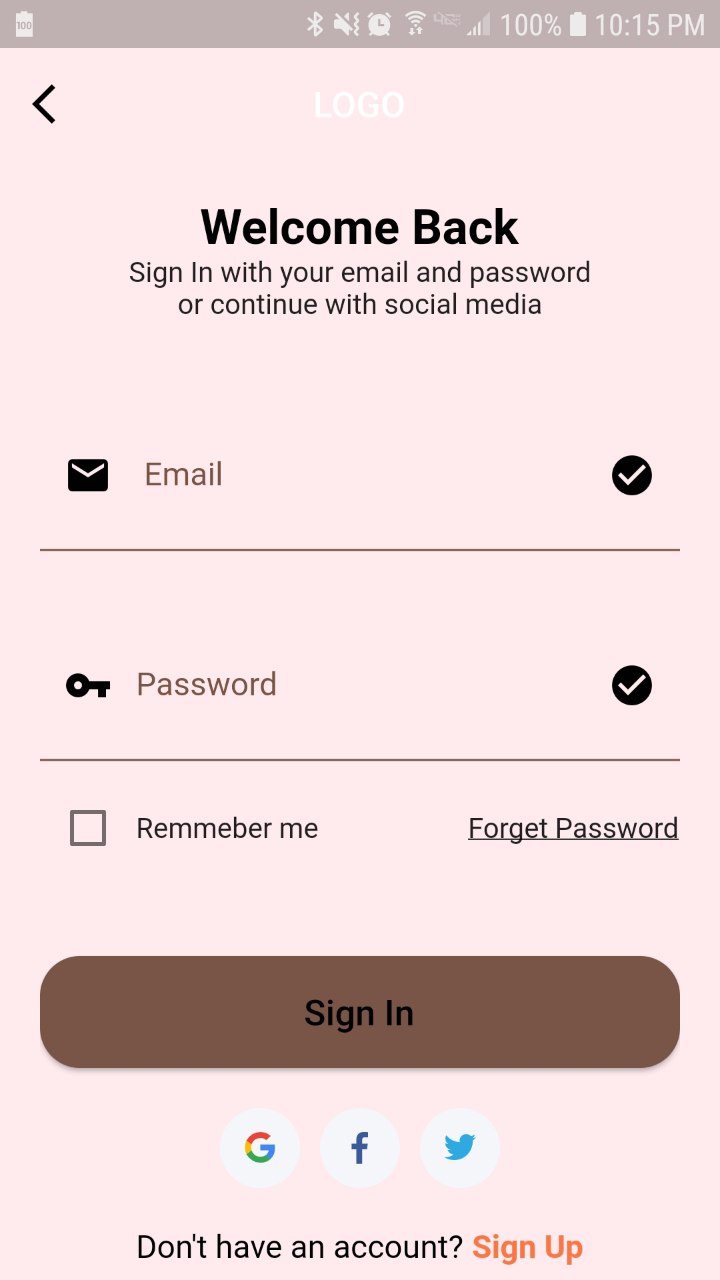 100 100% 10:15 PM
LOGO
Welcome Back
Sign In with your email and password
or continue with social media
Email
Password
Remmeber me Forget Password
Sign In
Don't have an account? Sign Up